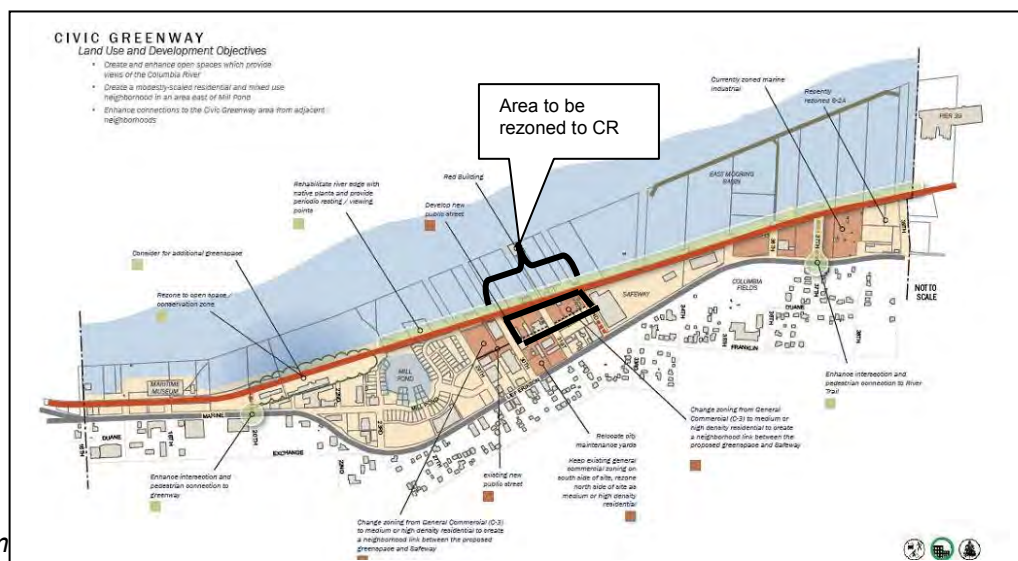 CIVIC GREENWAY
Land Use and Development Objectives
• Create and enhance open spaces which provide
views of the Columbia River
• Create a modestly-scaled residential and mixed use
neighborhood in an area east of Mill Pond
• Enhance connections to the Civic Greenway area from adjacent
neighborhoods
Area to be
rezoned to CR
Currently zoned marine
industrial
Recently
PIER 39
EAST MOORING
BASIN
Red Building
Rehabilitate river edge with
native plants and provide
periodic resting / viewing
points
Develop new
public street
Consider for additional greenspace
Rezone to open space /
conservation zone
NOT TO
SCALE
SAFEWAY
COLUMBIA
FIELDS
DUANE
FRANKLIN
MILL
POND
MARITIME
MUSEUM
MARINE
DUANE
EXCHANGE
Enhance intersection and
pedestrian connection to River
Trail
Change zoning from General
Commercial (C-3) to medium or
high density residential to create
a neighborhood link between the
proposed greenspace and Safeway
Relocate city
maintenance yards
Keep existing general
commercial zoning on
south side of site, rezone
north side of site as
medium or high density
residential
existing new
public street
Enhance intersection and
pedestrian connection to
greenway
Change zoning from General Commercial (C-3)
to medium or high density residential to create
a neighborhood link between the proposed
greenspace and Safeway